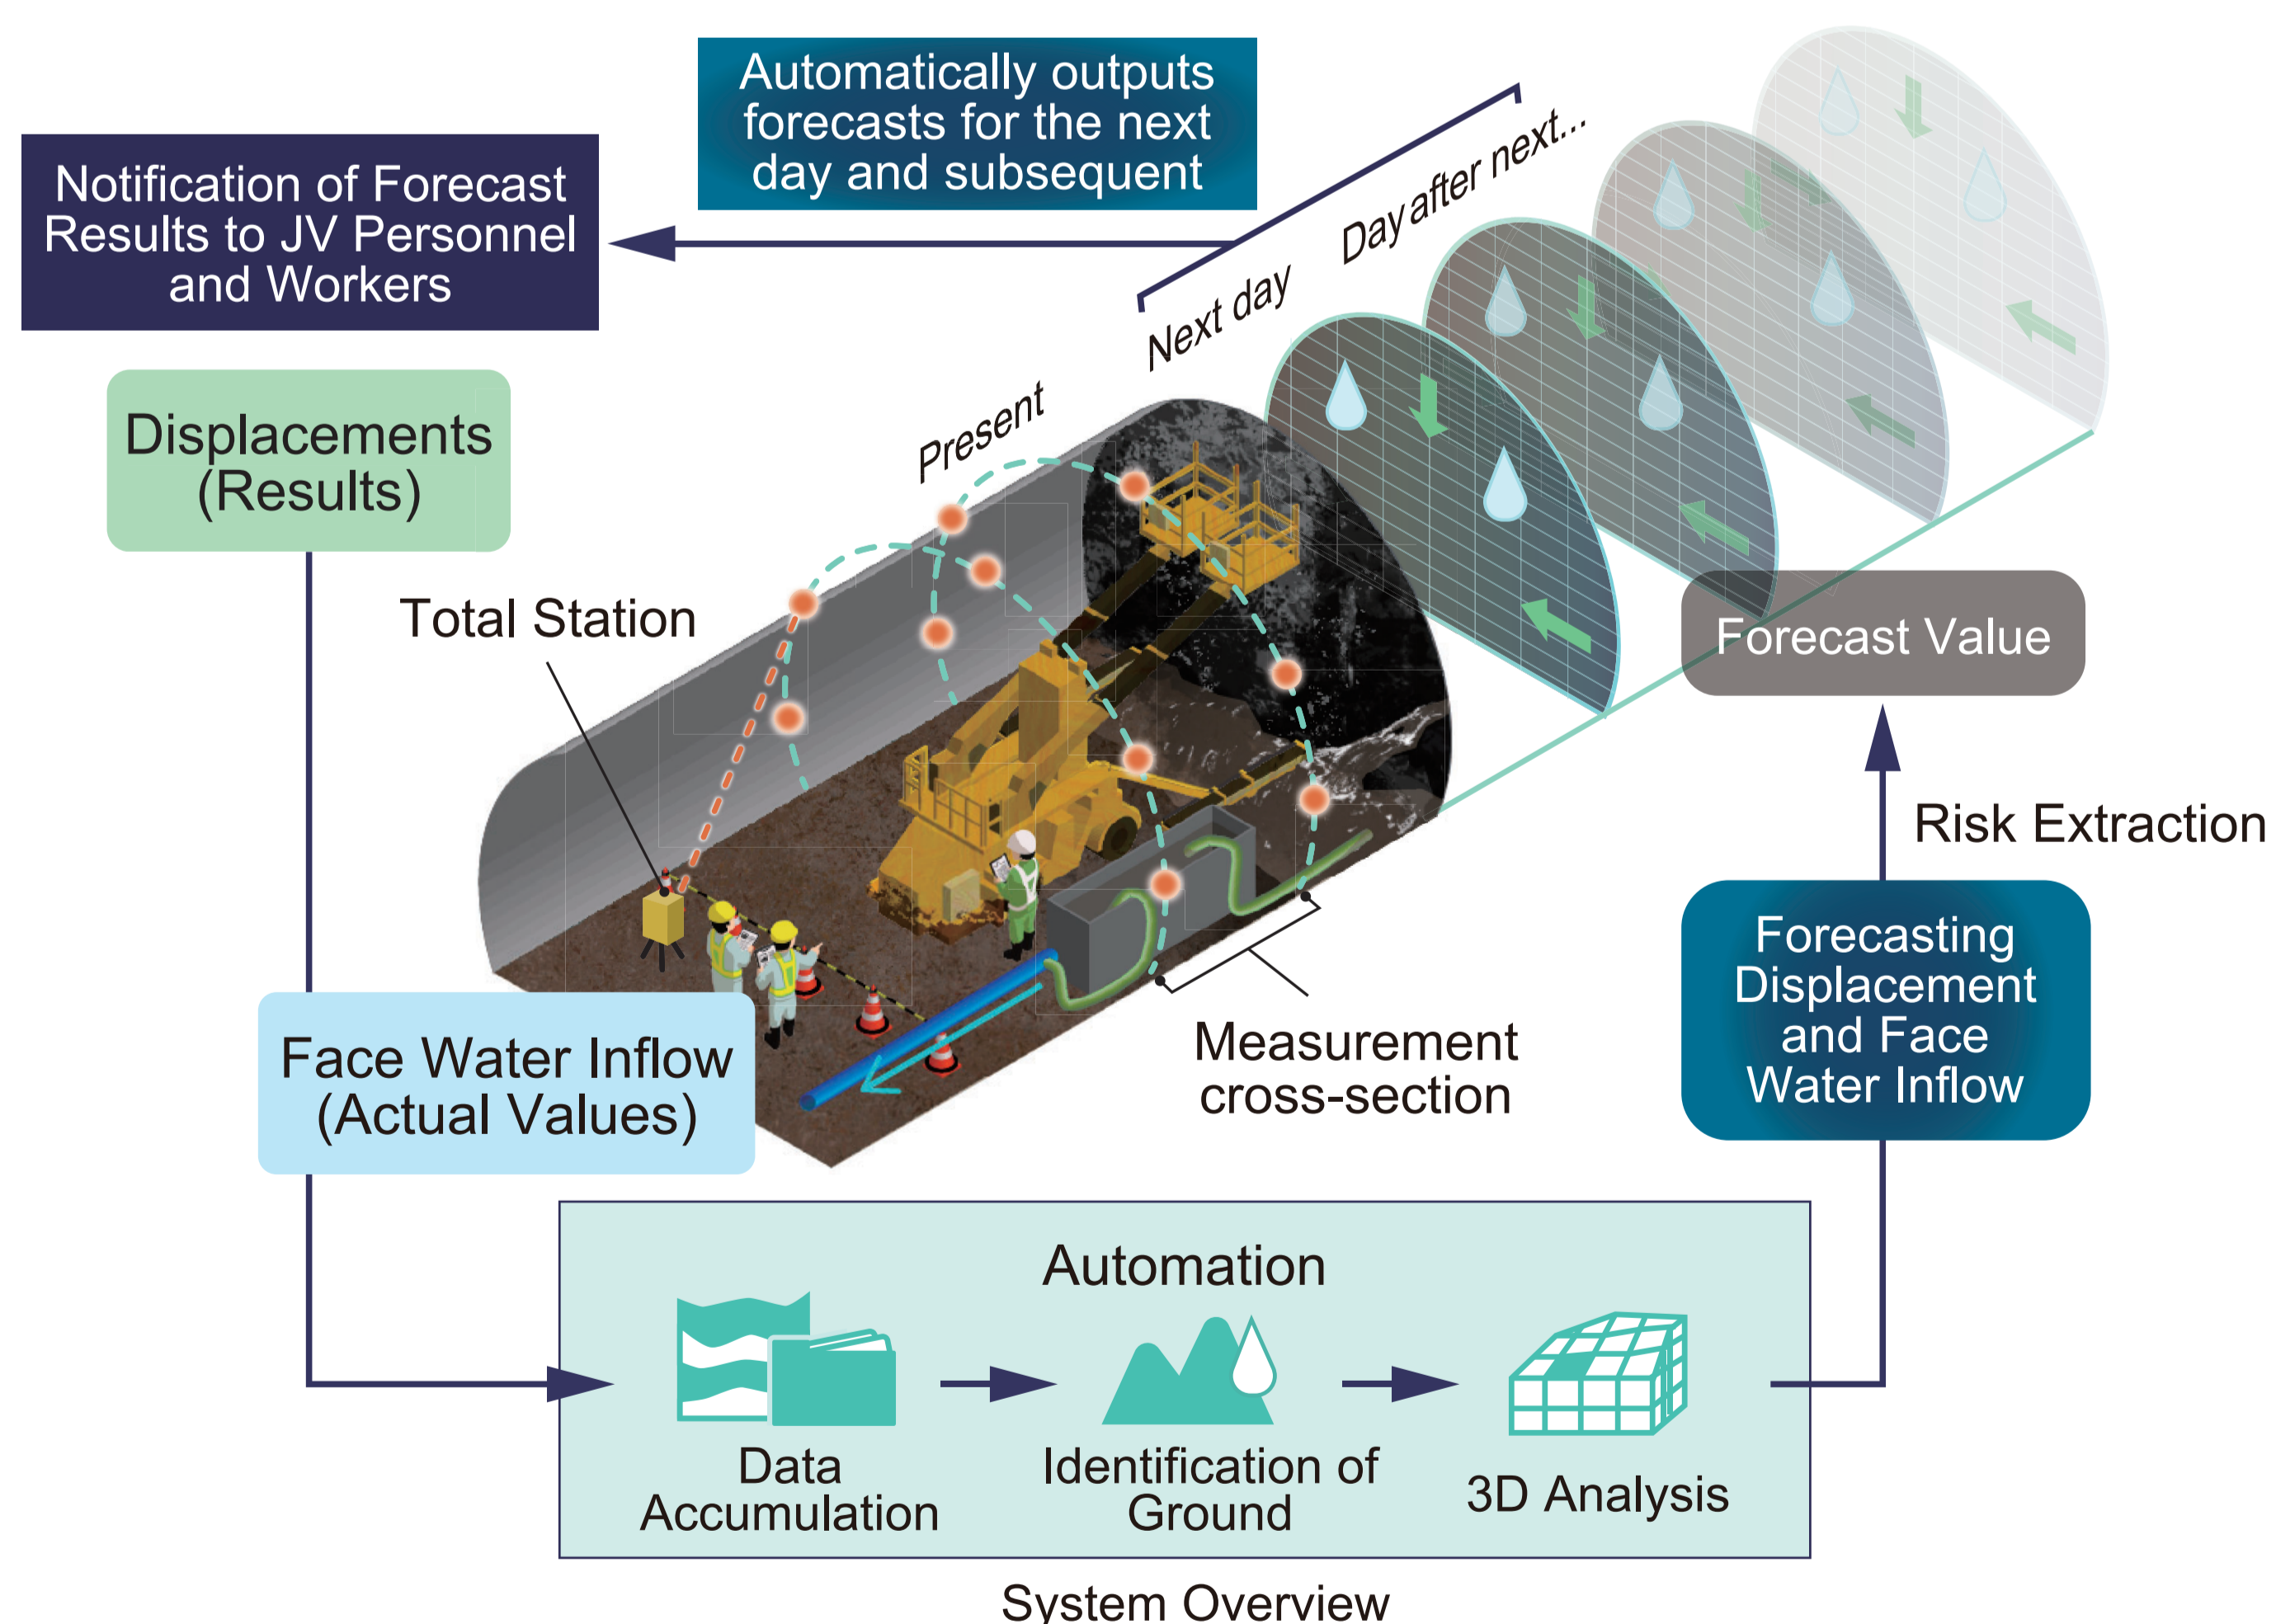 Automatically outputs
forecasts for the next
day and subsequent
Notification of Forecast
Results to JV Personnel
and Workers
Day after next...
Next day
Present
Displacements
(Results)
Total Station
Forecast Value
Risk Extraction
Forecasting
Displacement
and Face
Water Inflow
Face Water Inflow
(Actual Values)
Measurement
cross-section
Automation
Data
Accumulation
Identification of
Ground
3D Analysis
System Overview